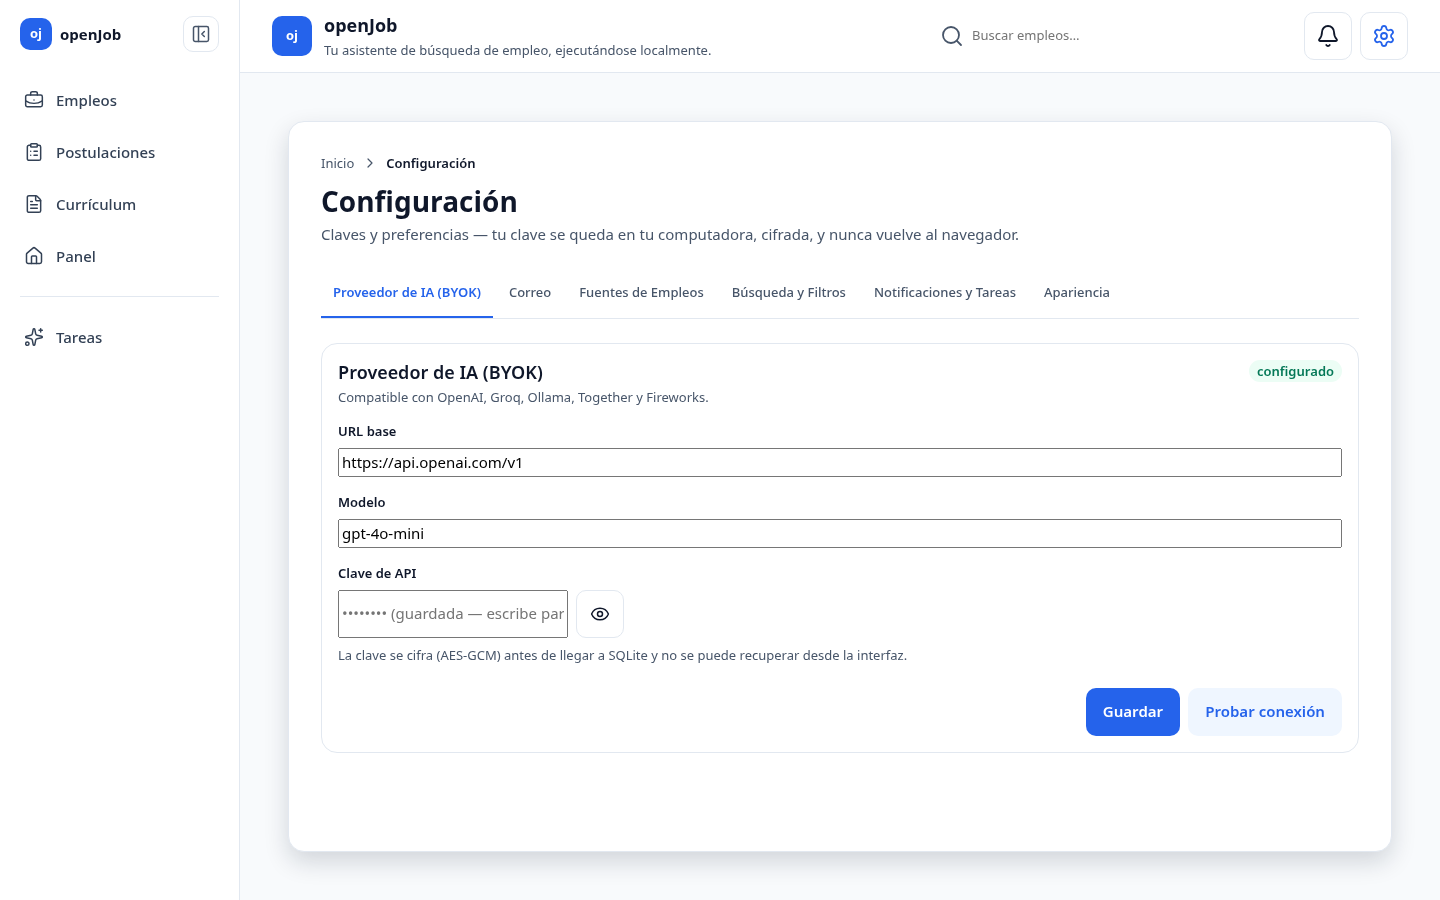 oj openJob
Empleos
Postulaciones
Currículum
Panel
Tareas
oj openJob
Tu asistente de búsqueda de empleo, ejecutándose localmente.
Buscar empleos...
Inicio > Configuración
Configuración
Claves y preferencias — tu clave se queda en tu computadora, cifrada, y nunca vuelve al navegador.
Proveedor de IA (BYOK) Correo Fuentes de Empleos Búsqueda y Filtros Notificaciones y Tareas Apariencia
Proveedor de IA (BYOK) configurado
Compatible con OpenAI, Groq, Ollama, Together y Fireworks.
URL base
https://api.openai.com/v1
Modelo
gpt-4o-mini
Clave de API
•••••••• (guardada — escribe par
La clave se cifra (AES-GCM) antes de llegar a SQLite y no se puede recuperar desde la interfaz.
Guardar Probar conexión